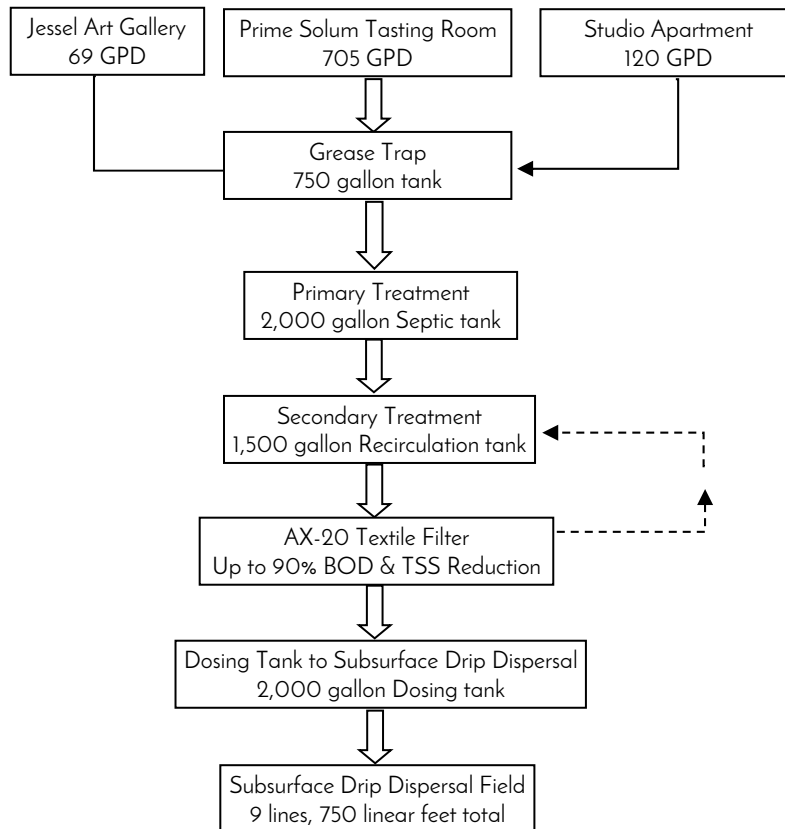 Jessel Art Gallery
69 GPD
Prime Solum Tasting Room
705 GPD
Studio Apartment
120 GPD
Grease Trap
750 gallon tank
Primary Treatment
2,000 gallon Septic tank
Secondary Treatment
1,500 gallon Recirculation tank
AX-20 Textile Filter
Up to 90% BOD & TSS Reduction
Dosing Tank to Subsurface Drip Dispersal
2,000 gallon Dosing tank
Subsurface Drip Dispersal Field
9 lines, 750 linear feet total